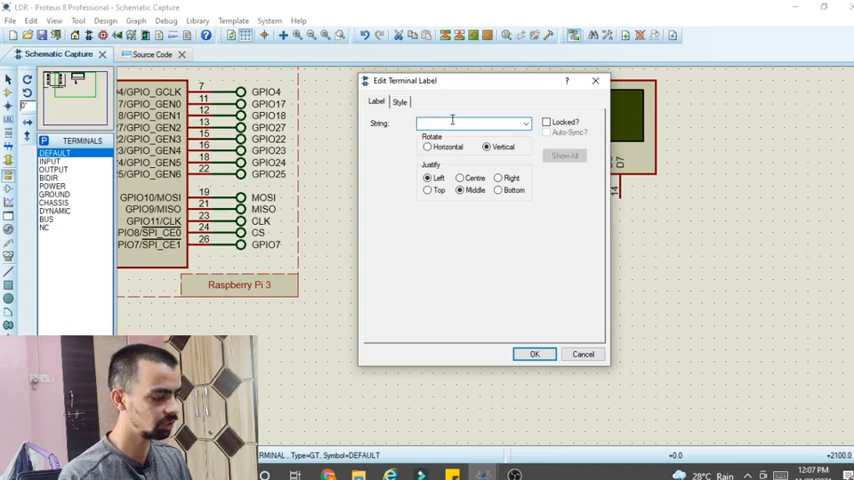 LDR - Proteus 8 Professional - Schematic Capture
File Edit View Tool Design Graph Debug Library Template System Help
Schematic Capture
Source Code
P TERMINALS
DEFAULT
INPUT
OUTPUT
BIDIR
POWER
GROUND
CHASSIS
DYNAMIC
BUS
NC
4/GPIO_GCLK 7 GPIO4
7/GPIO_GEN0 11 GPIO17
8/GPIO_GEN1 12 GPIO18
7/GPIO_GEN2 13 GPIO27
2/GPIO_GEN3 15 GPIO22
3/GPIO_GEN4 16 GPIO23
4/GPIO_GEN5 18 GPIO24
25/GPIO_GEN6 22 GPIO25
GPIO10/MOSI 19 MOSI
GPIO9/MISO 21 MISO
GPIO11/CLK 23 CLK
PIO8/SPI_CE0 24 CS
PIO7/SPI_CE1 26 GPIO7
Raspberry Pi 3
Edit Terminal Label
? ×
Label Style
String:
Locked?
Auto-Sync?
Show All
Rotate
Horizontal Vertical
Justify
Left Centre Right
Top Middle Bottom
OK Cancel
D7
14
ERMINAL, Type=GT, Symbol=DEFAULT
+0.0 +2100.0
28°C Rain
12:07 PM